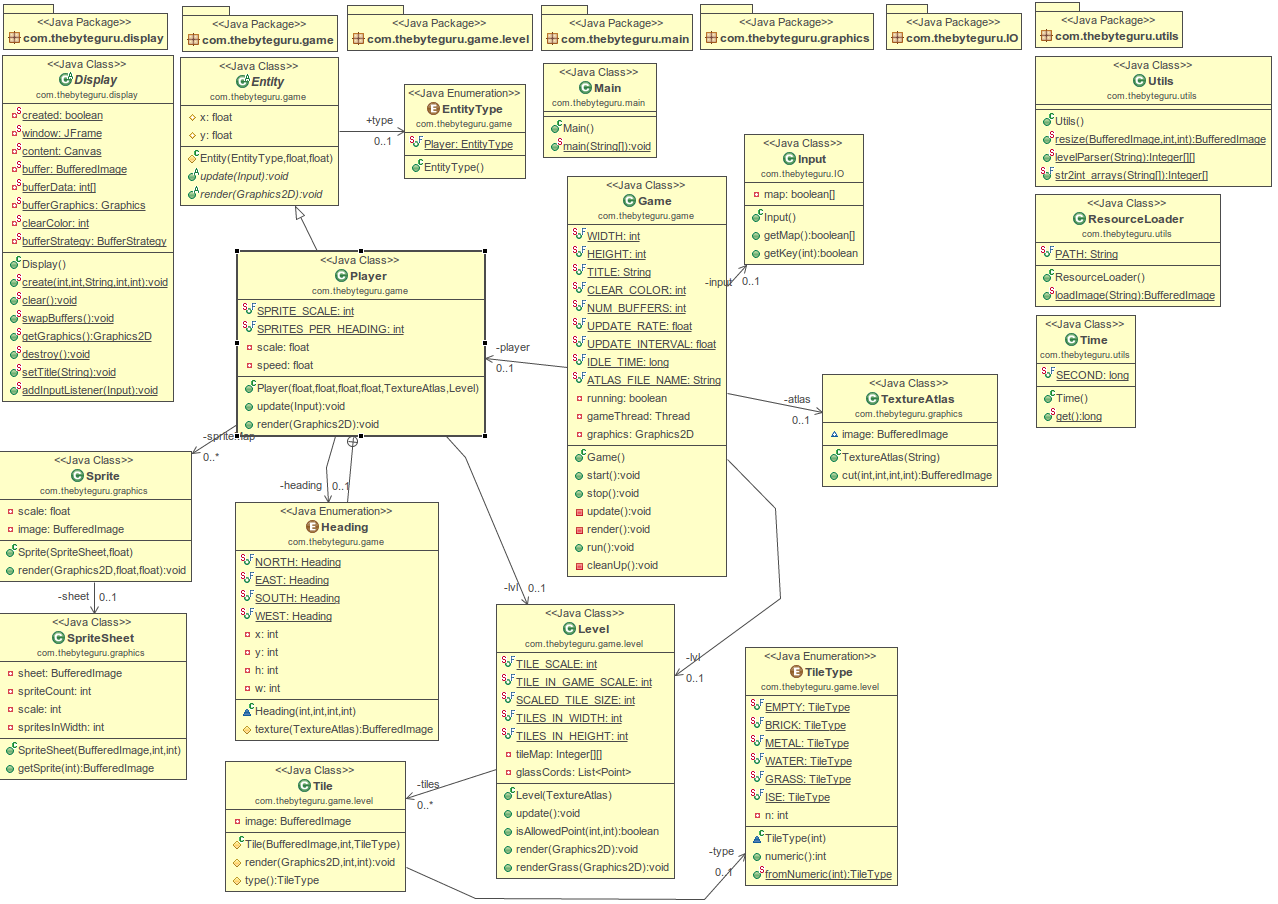 <<Java Package>>
com.thebyteguru.display
<<Java Package>>
com.thebyteguru.game
<<Java Package>>
com.thebyteguru.game.level
<<Java Package>>
com.thebyteguru.main
<<Java Package>>
com.thebyteguru.graphics
<<Java Package>>
com.thebyteguru.IO
<<Java Package>>
com.thebyteguru.utils
<<Java Class>>
Display
com.thebyteguru.display
created: boolean
window: JFrame
content: Canvas
buffer: BufferedImage
bufferData: int[]
bufferGraphics: Graphics
clearColor: int
bufferStrategy: BufferStrategy
Display()
create(int,int,String,int,int):void
clear():void
swapBuffers():void
getGraphics():Graphics2D
destroy():void
setTitle(String):void
addInputListener(Input):void
<<Java Class>>
Entity
com.thebyteguru.game
x: float
y: float
Entity(EntityType,float,float)
update(Input):void
render(Graphics2D):void
+type
0..1
<<Java Enumeration>>
EntityType
com.thebyteguru.game
Player: EntityType
EntityType()
<<Java Class>>
Main
com.thebyteguru.main
Main()
main(String[]):void
<<Java Class>>
Input
com.thebyteguru.IO
map: boolean[]
Input()
getMap():boolean[]
getKey(int):boolean
<<Java Class>>
Utils
com.thebyteguru.utils
Utils()
resize(BufferedImage,int,int):BufferedImage
levelParser(String):Integer[][]
str2int_arrays(String[]):Integer[]
<<Java Class>>
ResourceLoader
com.thebyteguru.utils
PATH: String
ResourceLoader()
loadImage(String):BufferedImage
<<Java Class>>
Time
com.thebyteguru.utils
SECOND: long
Time()
get():long
<<Java Class>>
Game
com.thebyteguru.game
WIDTH: int
HEIGHT: int
TITLE: String
CLEAR_COLOR: int
NUM_BUFFERS: int
UPDATE_RATE: float
UPDATE_INTERVAL: float
IDLE_TIME: long
ATLAS_FILE_NAME: String
running: boolean
gameThread: Thread
graphics: Graphics2D
Game()
start():void
stop():void
update():void
render():void
run():void
cleanUp():void
-input
0..1
-player
0..1
-atlas
0..1
<<Java Class>>
Player
com.thebyteguru.game
SPRITE_SCALE: int
SPRITES_PER_HEADING: int
scale: float
speed: float
Player(float,float,float,float,TextureAtlas,Level)
update(Input):void
render(Graphics2D):void
<<Java Class>>
TextureAtlas
com.thebyteguru.graphics
image: BufferedImage
TextureAtlas(String)
cut(int,int,int,int):BufferedImage
-spriteMap
0..*
<<Java Class>>
Sprite
com.thebyteguru.graphics
scale: float
image: BufferedImage
Sprite(SpriteSheet,float)
render(Graphics2D,float,float):void
-sheet
0..1
<<Java Class>>
SpriteSheet
com.thebyteguru.graphics
sheet: BufferedImage
spriteCount: int
scale: int
spritesInWidth: int
SpriteSheet(BufferedImage,int,int)
getSprite(int):BufferedImage
-heading
0..1
<<Java Enumeration>>
Heading
com.thebyteguru.game
NORTH: Heading
EAST: Heading
SOUTH: Heading
WEST: Heading
x: int
y: int
h: int
w: int
Heading(int,int,int,int)
texture(TextureAtlas):BufferedImage
-lvl
0..1
-lvl
0..1
<<Java Class>>
Level
com.thebyteguru.game.level
TILE_SCALE: int
TILE_IN_GAME_SCALE: int
SCALED_TILE_SIZE: int
TILES_IN_WIDTH: int
TILES_IN_HEIGHT: int
tileMap: Integer[][]
glassCords: List<Point>
Level(TextureAtlas)
update():void
isAllowedPoint(int,int):boolean
render(Graphics2D):void
renderGrass(Graphics2D):void
-tiles
0..*
<<Java Class>>
Tile
com.thebyteguru.game.level
image: BufferedImage
Tile(BufferedImage,int,TileType)
render(Graphics2D,int,int):void
type():TileType
-type
0..1
<<Java Enumeration>>
TileType
com.thebyteguru.game.level
EMPTY: TileType
BRICK: TileType
METAL: TileType
WATER: TileType
GRASS: TileType
ISE: TileType
n: int
TileType(int)
numeric():int
fromNumeric(int):TileType